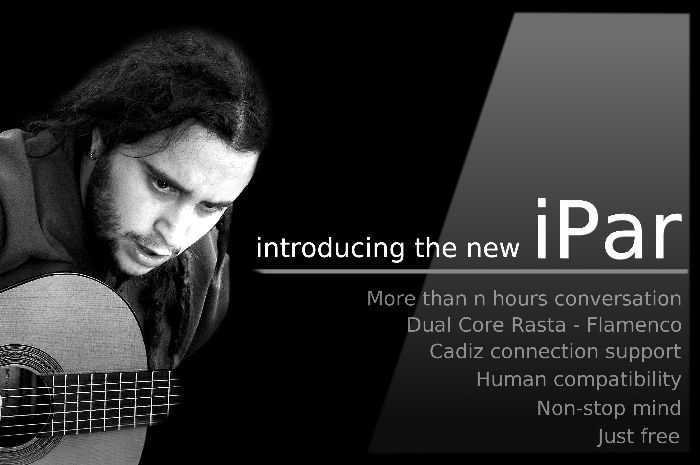 introducing the new iPar
More than n hours conversation
Dual Core Rasta - Flamenco
Cadiz connection support
Human compatibility
Non-stop mind
Just free